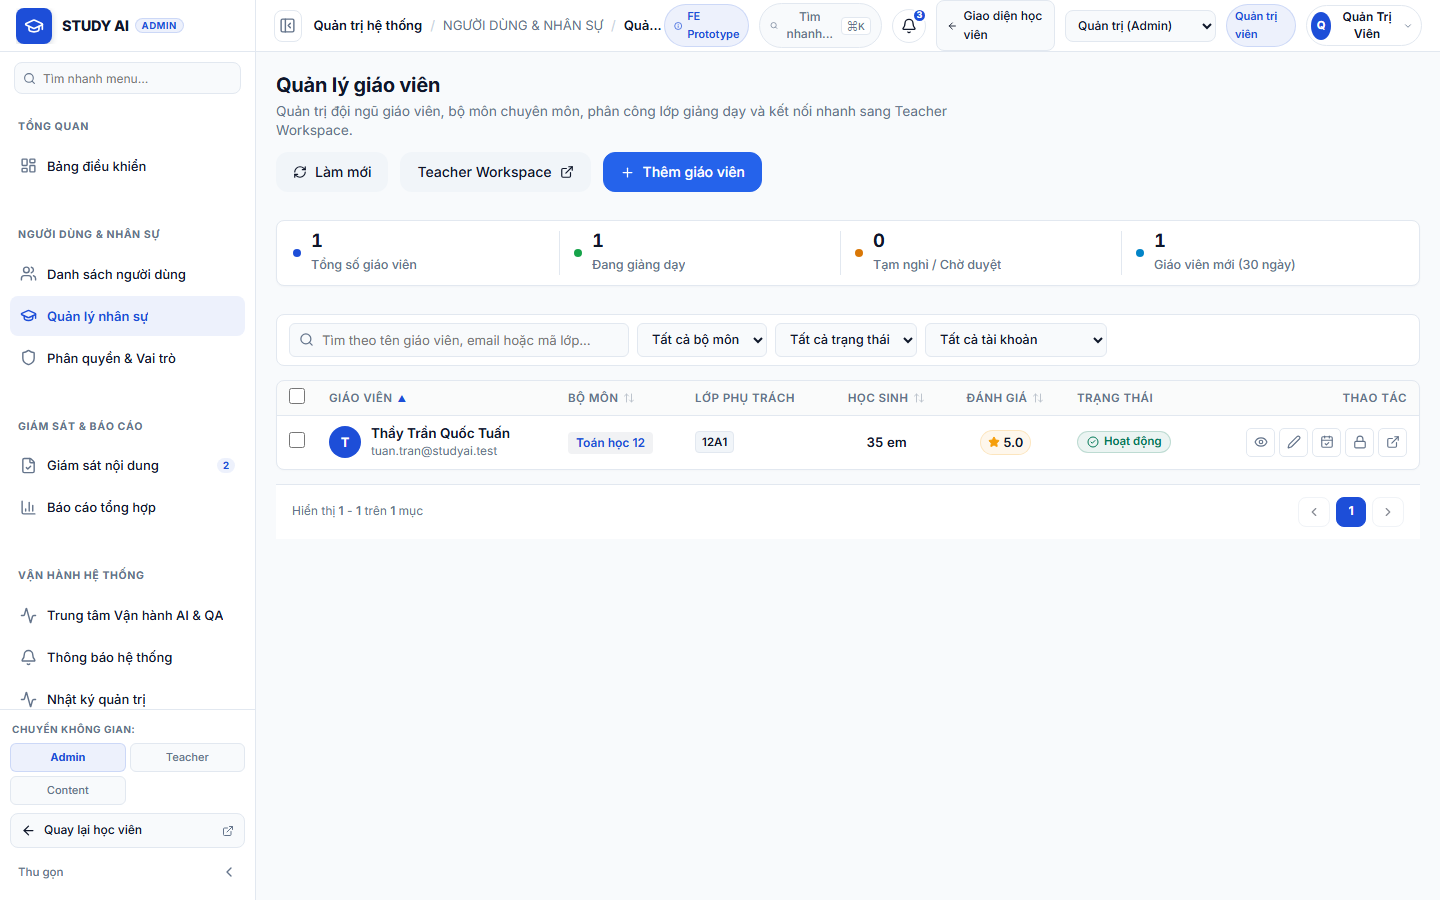 STUDY AI ADMIN
Quản trị hệ thống / NGƯỜI DÙNG & NHÂN SỰ / Quả...
FE Prototype
Tìm nhanh... ⌘K
3
Giao diện học viên
Quản trị (Admin)
Quản trị viên
Q Quản Trị Viên
Tìm nhanh menu...
TỔNG QUAN
Bảng điều khiển
NGƯỜI DÙNG & NHÂN SỰ
Danh sách người dùng
Quản lý nhân sự
Phân quyền & Vai trò
GIÁM SÁT & BÁO CÁO
Giám sát nội dung 2
Báo cáo tổng hợp
VẬN HÀNH HỆ THỐNG
Trung tâm Vận hành AI & QA
Thông báo hệ thống
Nhật ký quản trị
CHUYỂN KHÔNG GIAN:
Admin Teacher
Content
Quay lại học viên
Thu gọn
Quản lý giáo viên
Quản trị đội ngũ giáo viên, bộ môn chuyên môn, phân công lớp giảng dạy và kết nối nhanh sang Teacher
Workspace.
Làm mới Teacher Workspace Thêm giáo viên
1 1 0 1
Tổng số giáo viên Đang giảng dạy Tạm nghỉ / Chờ duyệt Giáo viên mới (30 ngày)
Tìm theo tên giáo viên, email hoặc mã lớp... Tất cả bộ môn Tất cả trạng thái Tất cả tài khoản
GIÁO VIÊN ▲ BỘ MÔN LỚP PHỤ TRÁCH HỌC SINH ĐÁNH GIÁ TRẠNG THÁI THAO TÁC
T Thầy Trần Quốc Tuấn Toán học 12 12A1 35 em 5.0 Hoạt động
tuan.tran@studyai.test
Hiển thị 1 - 1 trên 1 mục 1